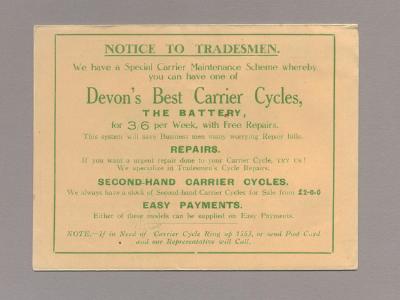 NOTICE TO TRADESMEN.
We have a Special Carrier Maintenance Scheme whereby
you can have one of
Devon's Best Carrier Cycles,
THE BATTERY,
for 3/6 per Week, with Free Repairs.
This system will save Business men many worrying Repair bills.
REPAIRS.
If you want a urgent repair done to your Carrier Cycle, TRY US!
We Specialize in Tradesmen's Cycle Repairs.
SECOND-HAND CARRIER CYCLES.
We always have a stock of Second-hand Carrier Cycles for Sale from £2-0-0
EASY PAYMENTS.
Either of these models can be supplied on Easy Payments.
NOTE.—If in Need of Carrier Cycle Ring up 1553, or send Post Card
and our Representative will Call.